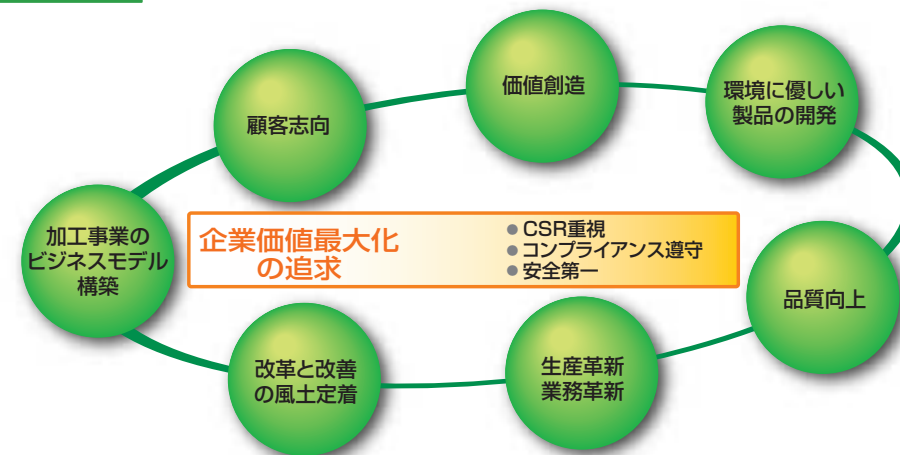 価値創造
環境に優しい
製品の開発
顧客志向
加工事業の
ビジネスモデル
構築
企業価値最大化
の追求
● CSR重視
● コンプライアンス遵守
● 安全第一
品質向上
改革と改善
の風土定着
生産革新
業務革新